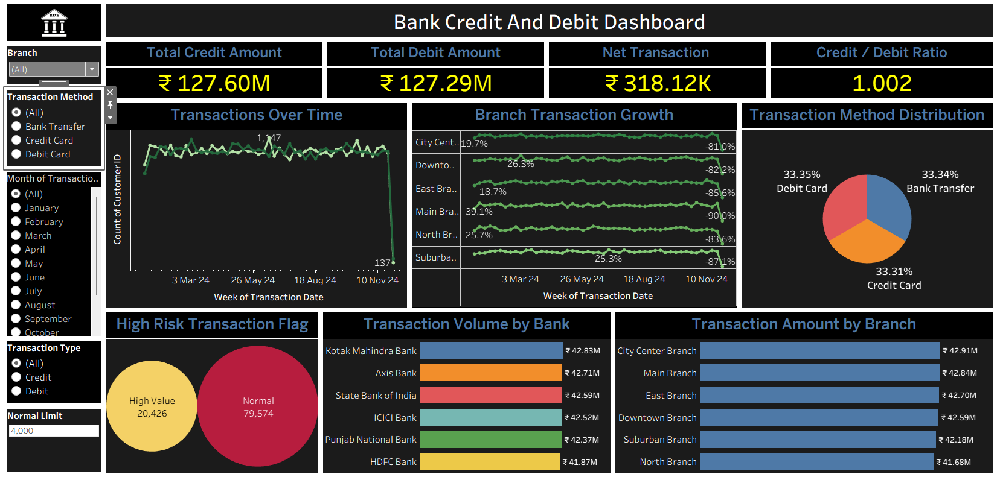 BANK
Bank Credit And Debit Dashboard
Branch
(All)
Transaction Method
(All)
Bank Transfer
Credit Card
Debit Card
Month of Transactio..
(All)
January
February
March
April
May
June
July
August
September
October
Transaction Type
(All)
Credit
Debit
Normal Limit
4,000
Total Credit Amount
₹ 127.60M
Total Debit Amount
₹ 127.29M
Net Transaction
₹ 318.12K
Credit / Debit Ratio
1.002
Transactions Over Time
Count of Customer ID
1,147
137
3 Mar 24
26 May 24
18 Aug 24
10 Nov 24
Week of Transaction Date
Branch Transaction Growth
City Cent..
19.7%
-81.0%
Downto..
26.3%
-82.2%
East Bra..
18.7%
-85.6%
Main Bra..
39.1%
-90.0%
North Br..
25.7%
-83.6%
Suburba..
25.3%
-87.1%
3 Mar 24
26 May 24
18 Aug 24
10 Nov 24
Week of Transaction Date
Transaction Method Distribution
33.35%
Debit Card
33.34%
Bank Transfer
33.31%
Credit Card
High Risk Transaction Flag
High Value
20,426
Normal
79,574
Transaction Volume by Bank
Kotak Mahindra Bank
₹ 42.83M
Axis Bank
₹ 42.71M
State Bank of India
₹ 42.59M
ICICI Bank
₹ 42.52M
Punjab National Bank
₹ 42.37M
HDFC Bank
₹ 41.87M
Transaction Amount by Branch
City Center Branch
₹ 42.91M
Main Branch
₹ 42.84M
East Branch
₹ 42.70M
Downtown Branch
₹ 42.59M
Suburban Branch
₹ 42.18M
North Branch
₹ 41.68M